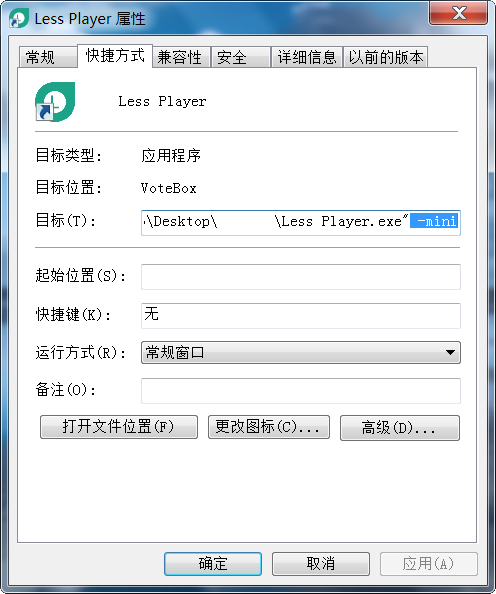 Less Player 属性
常规 快捷方式 兼容性 安全 详细信息 以前的版本
Less Player
目标类型: 应用程序
目标位置: VoteBox
目标(T): \Desktop\ \Less Player.exe" -mini
起始位置(S):
快捷键(K): 无
运行方式(R): 常规窗口
备注(O):
打开文件位置(F) 更改图标(C)... 高级(D)...
确定 取消 应用(A)